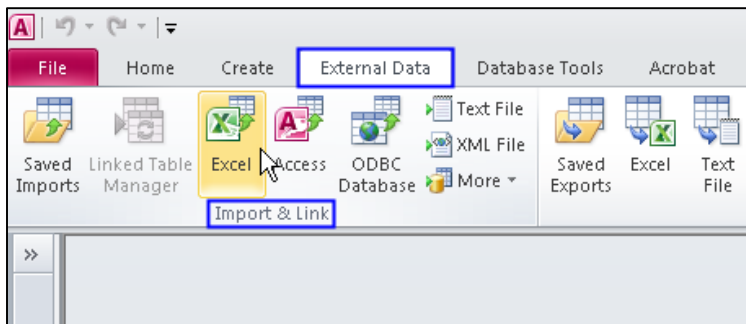 A
File Home Create External Data Database Tools Acrobat
Saved Imports
Linked Table Manager
Excel
Access
ODBC Database
Text File
XML File
More
Saved Exports
Excel
Text File
Import & Link